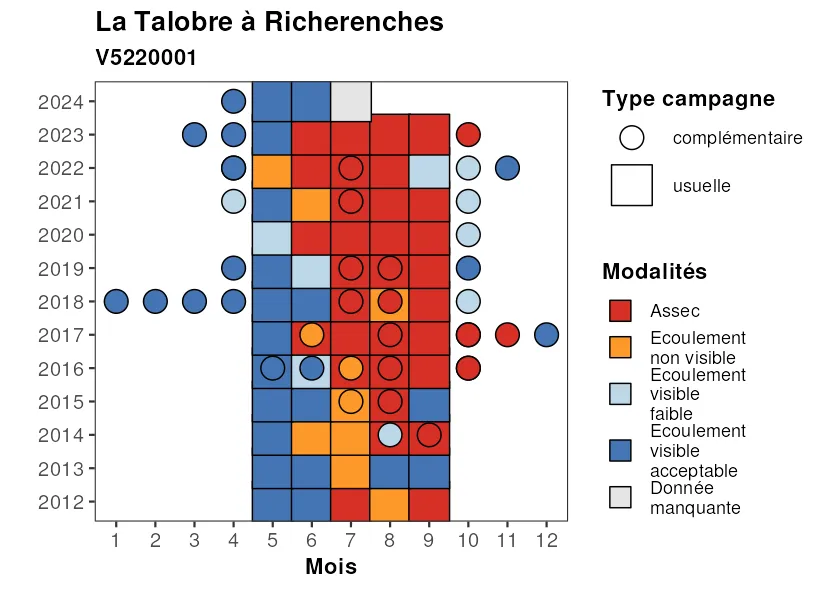 La Talobre à Richerenches
V5220001
2024
2023
2022
2021
2020
2019
2018
2017
2016
2015
2014
2013
2012
1 2 3 4 5 6 7 8 9 10 11 12
Mois
Type campagne
complémentaire
usuelle
Modalités
Assec
Ecoulement
non visible
Ecoulement
visible
faible
Ecoulement
visible
acceptable
Donnée
manquante